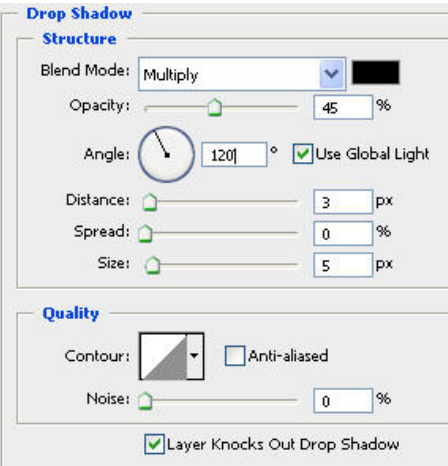 Drop Shadow
Structure
Blend Mode: Multiply
Opacity: 45 %
Angle: 120 ° Use Global Light
Distance: 3 px
Spread: 0 %
Size: 5 px
Quality
Contour: Anti-aliased
Noise: 0 %
Layer Knocks Out Drop Shadow